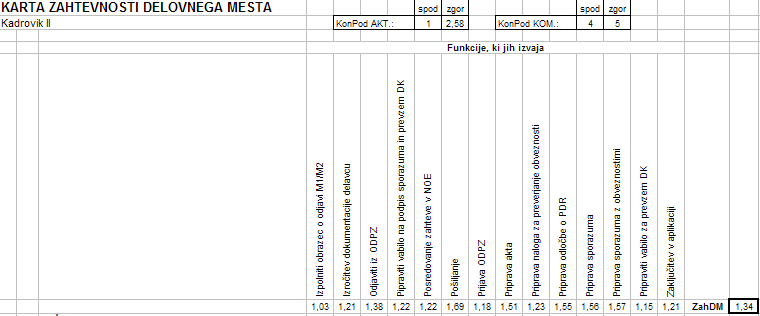 KARTA ZAHTEVNOSTI DELOVNEGA MESTA
spod zgor spod zgor
Kadrovik II KonPod AKT.: 1 2,58 KonPod KOM.: 4 5
Funkcije, ki jih izvaja
Izpolniti obrazec o odjavi M1/M2
Izročitev dokumentacije delavcu
Odjaviti iz ODPZ
Pripraviti vabilo na podpis sporazuma in prevzem DK
Posredovanje zahteve v NOE
Pošiljanje
Prijava ODPZ
Priprava akta
Priprava naloga za preverjanje obveznosti
Priprava odločbe o PDR
Priprava sporazuma
Priprava sporazuma z obveznostimi
Pripraviti vabilo za prevzem DK
Zaključitev v aplikaciji
1,03 1,21 1,38 1,22 1,22 1,69 1,18 1,51 1,23 1,55 1,56 1,57 1,15 1,21 ZahDM 1,34